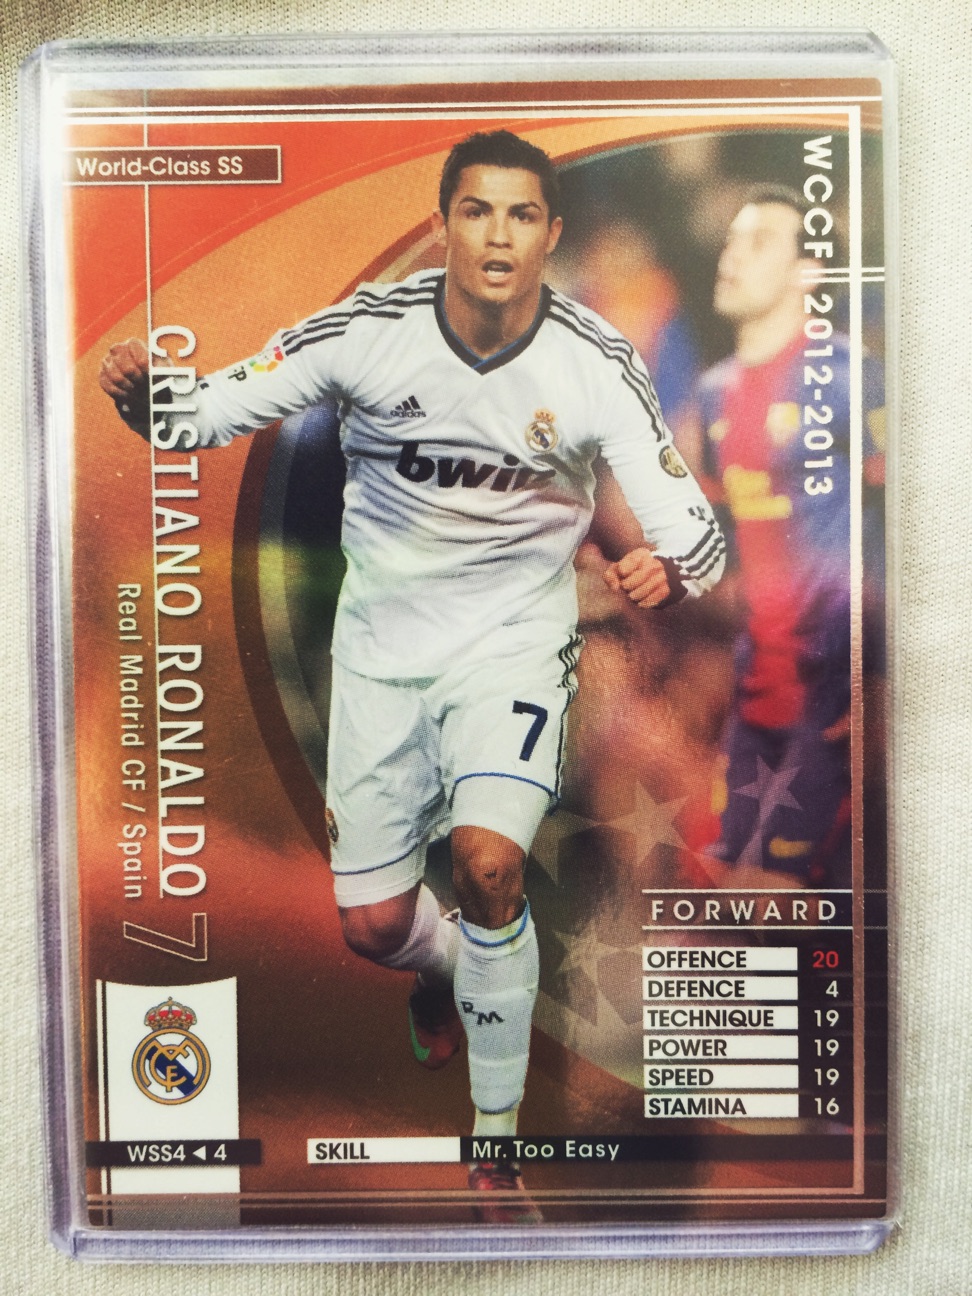 World-Class SS
WCCF 2012-2013
CRISTIANO RONALDO
Real Madrid CF / Spain
7
adidas
bwin
7
RM
FORWARD
OFFENCE 20
DEFENCE 4
TECHNIQUE 19
POWER 19
SPEED 19
STAMINA 16
WSS4 ◀ 4
SKILL Mr. Too Easy